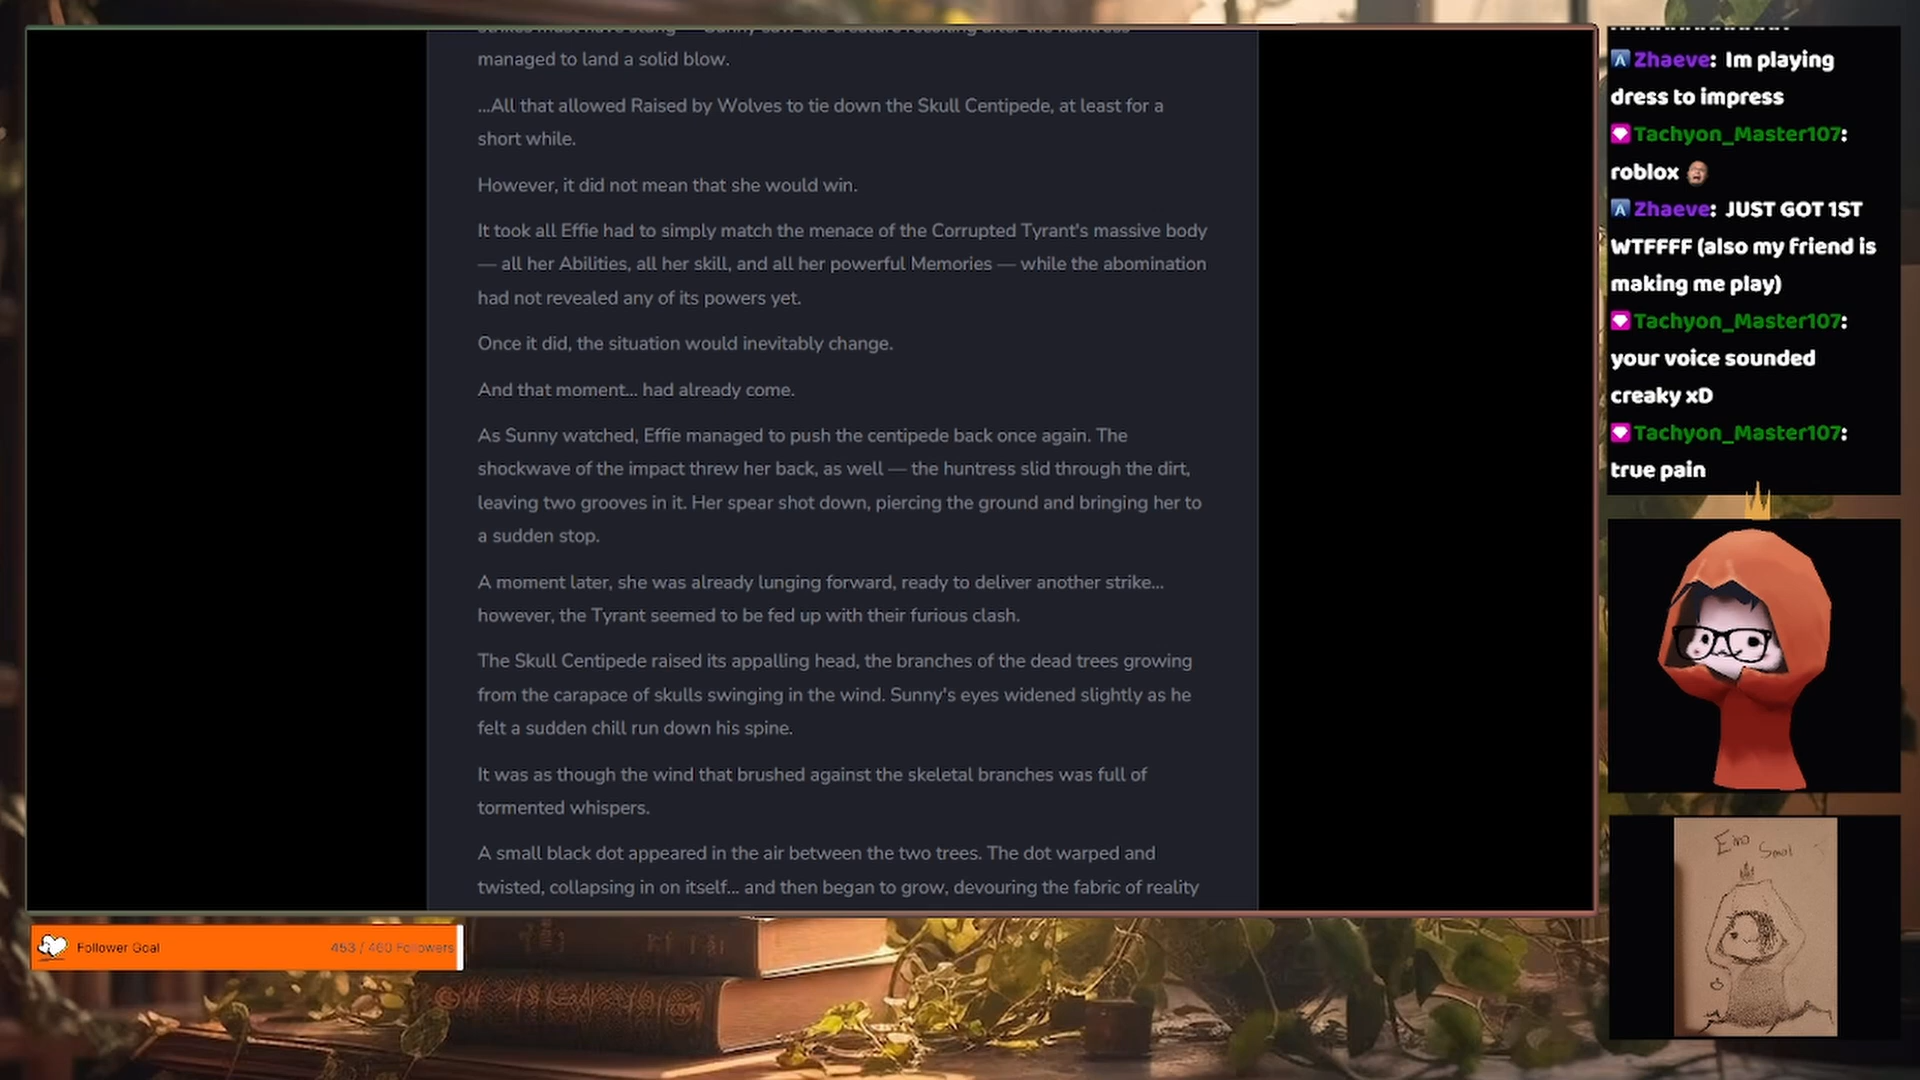 managed to land a solid blow.
...All that allowed Raised by Wolves to tie down the Skull Centipede, at least for a
short while.
However, it did not mean that she would win.
It took all Effie had to simply match the menace of the Corrupted Tyrant's massive body
— all her Abilities, all her skill, and all her powerful Memories — while the abomination
had not revealed any of its powers yet.
Once it did, the situation would inevitably change.
And that moment... had already come.
As Sunny watched, Effie managed to push the centipede back once again. The
shockwave of the impact threw her back, as well — the huntress slid through the dirt,
leaving two grooves in it. Her spear shot down, piercing the ground and bringing her to
a sudden stop.
A moment later, she was already lunging forward, ready to deliver another strike...
however, the Tyrant seemed to be fed up with their furious clash.
The Skull Centipede raised its appalling head, the branches of the dead trees growing
from the carapace of skulls swinging in the wind. Sunny's eyes widened slightly as he
felt a sudden chill run down his spine.
It was as though the wind that brushed against the skeletal branches was full of
tormented whispers.
A small black dot appeared in the air between the two trees. The dot warped and
twisted, collapsing in on itself... and then began to grow, devouring the fabric of reality
Zhaeve: Im playing
dress to impress
Tachyon_Master107:
roblox
Zhaeve: JUST GOT 1ST
WTFFFF (also my friend is
making me play)
Tachyon_Master107:
your voice sounded
creaky xD
Tachyon_Master107:
true pain
Follower Goal
453 / 460 Followers
Smol